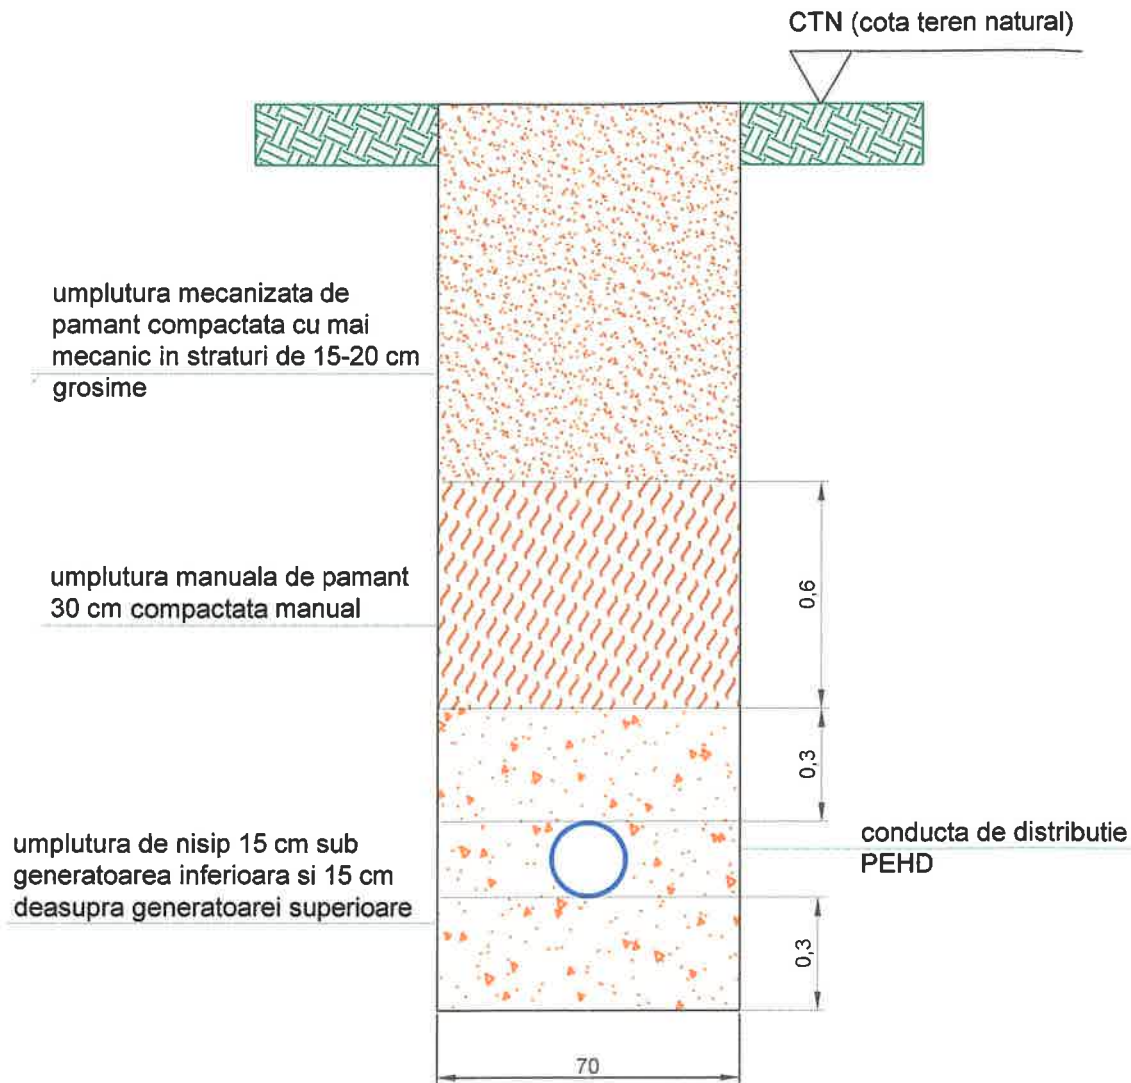 CTN (cota teren natural)
umplutura mecanizata de
pamant compactata cu mai
mecanic in straturi de 15-20 cm
grosime
umplutura manuala de pamant
30 cm compactata manual
0,6
0,3
umplutura de nisip 15 cm sub
generatoarea inferioara si 15 cm
deasupra generatoarei superioare
conducta de distributie
PEHD
0,3
70